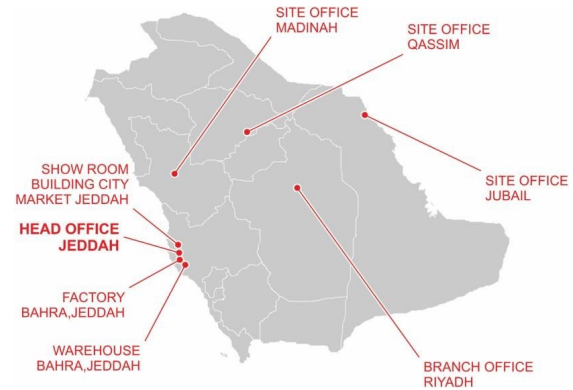 SITE OFFICE
MADINAH
SITE OFFICE
QASSIM
SHOW ROOM
BUILDING CITY
MARKET JEDDAH
HEAD OFFICE
JEDDAH
SITE OFFICE
JUBAIL
FACTORY
BAHRA,JEDDAH
WAREHOUSE
BAHRA,JEDDAH
BRANCH OFFICE
RIYADH